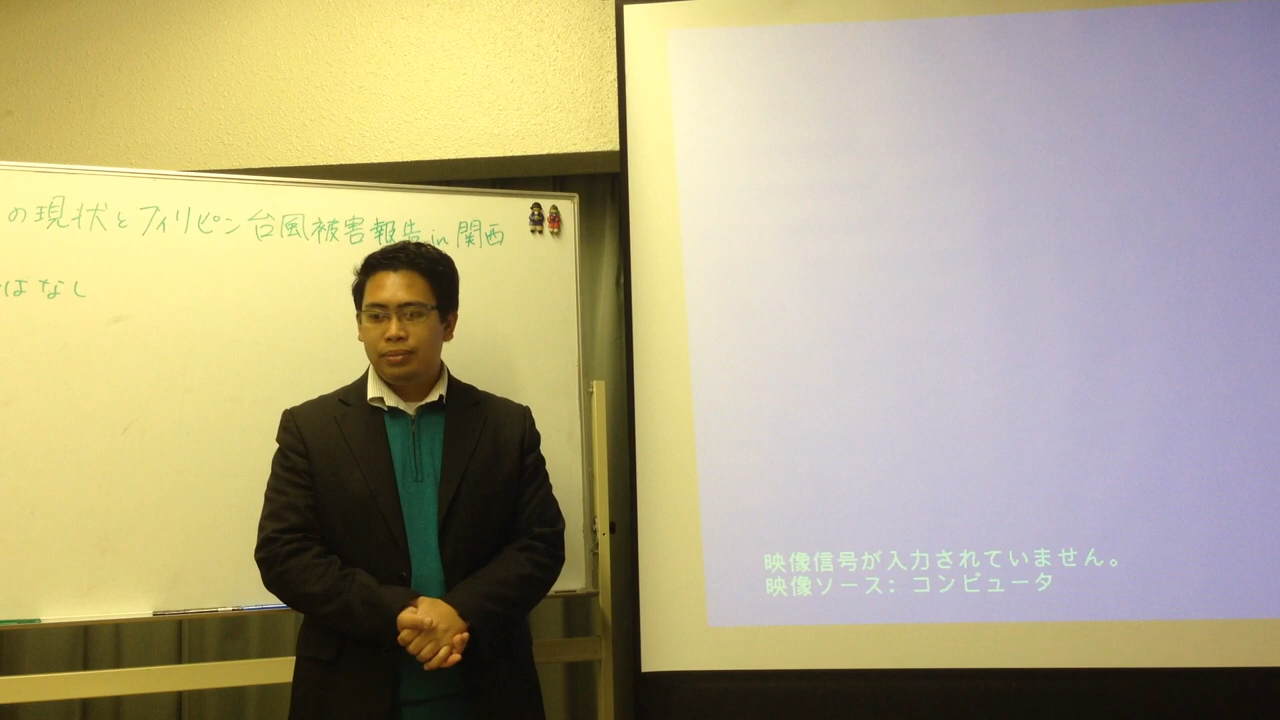 の現状とフィリピン台風被害報告in関西
はなし
映像信号が入力されていません。
映像ソース: コンピュータ